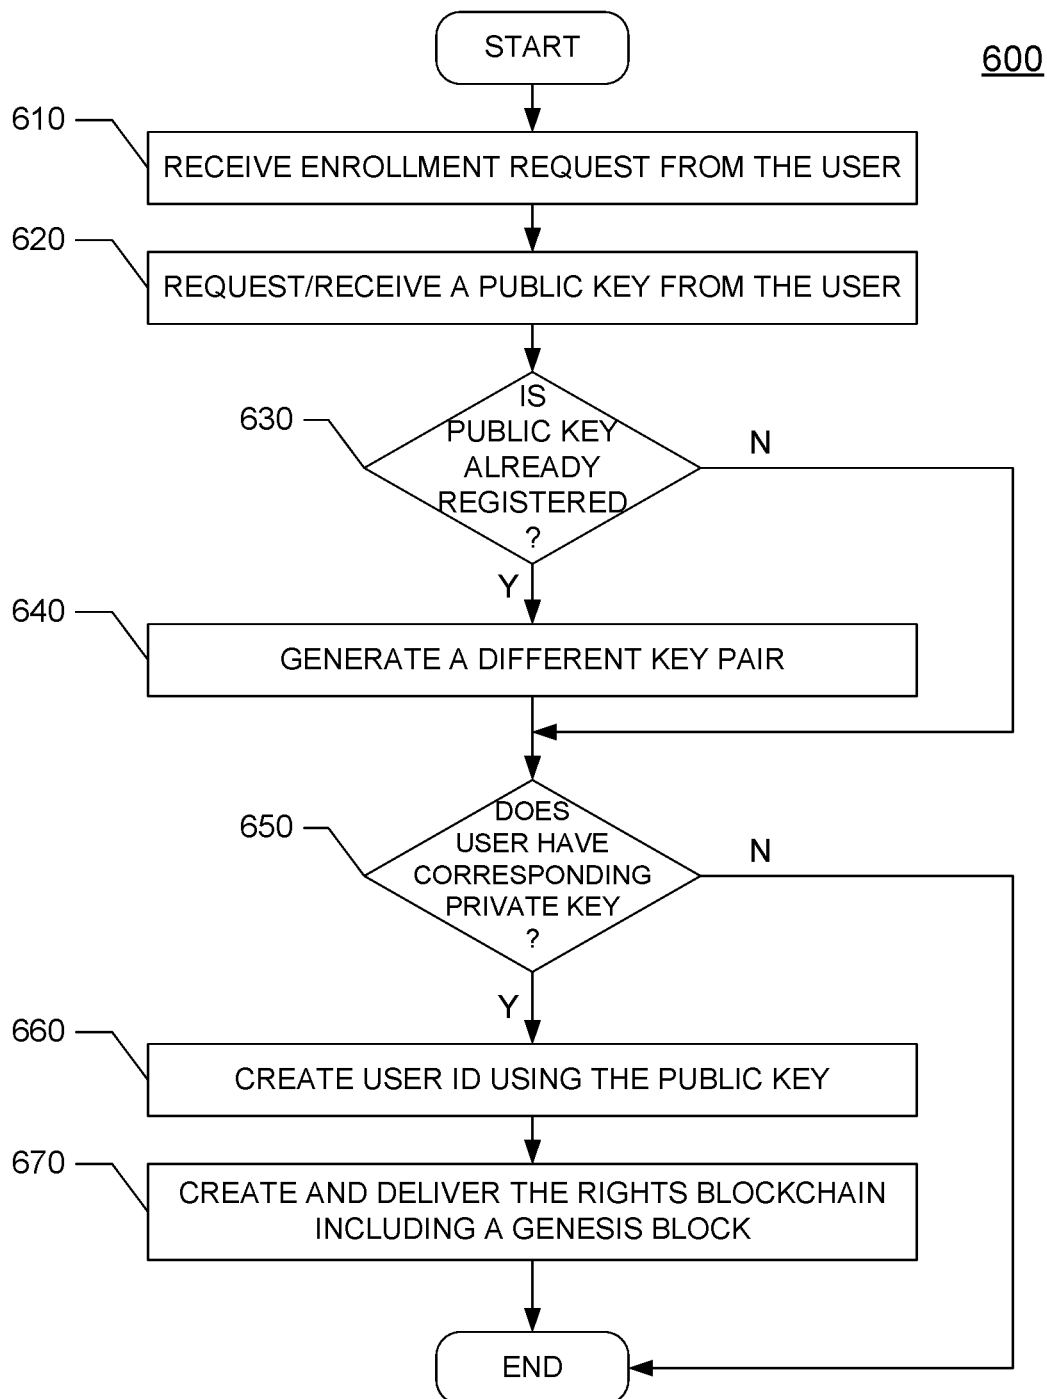 START
600
610
RECEIVE ENROLLMENT REQUEST FROM THE USER
620
REQUEST/RECEIVE A PUBLIC KEY FROM THE USER
630
IS
PUBLIC KEY
ALREADY
REGISTERED
?
N
Y
640
GENERATE A DIFFERENT KEY PAIR
650
DOES
USER HAVE
CORRESPONDING
PRIVATE KEY
?
N
Y
660
CREATE USER ID USING THE PUBLIC KEY
670
CREATE AND DELIVER THE RIGHTS BLOCKCHAIN
INCLUDING A GENESIS BLOCK
END